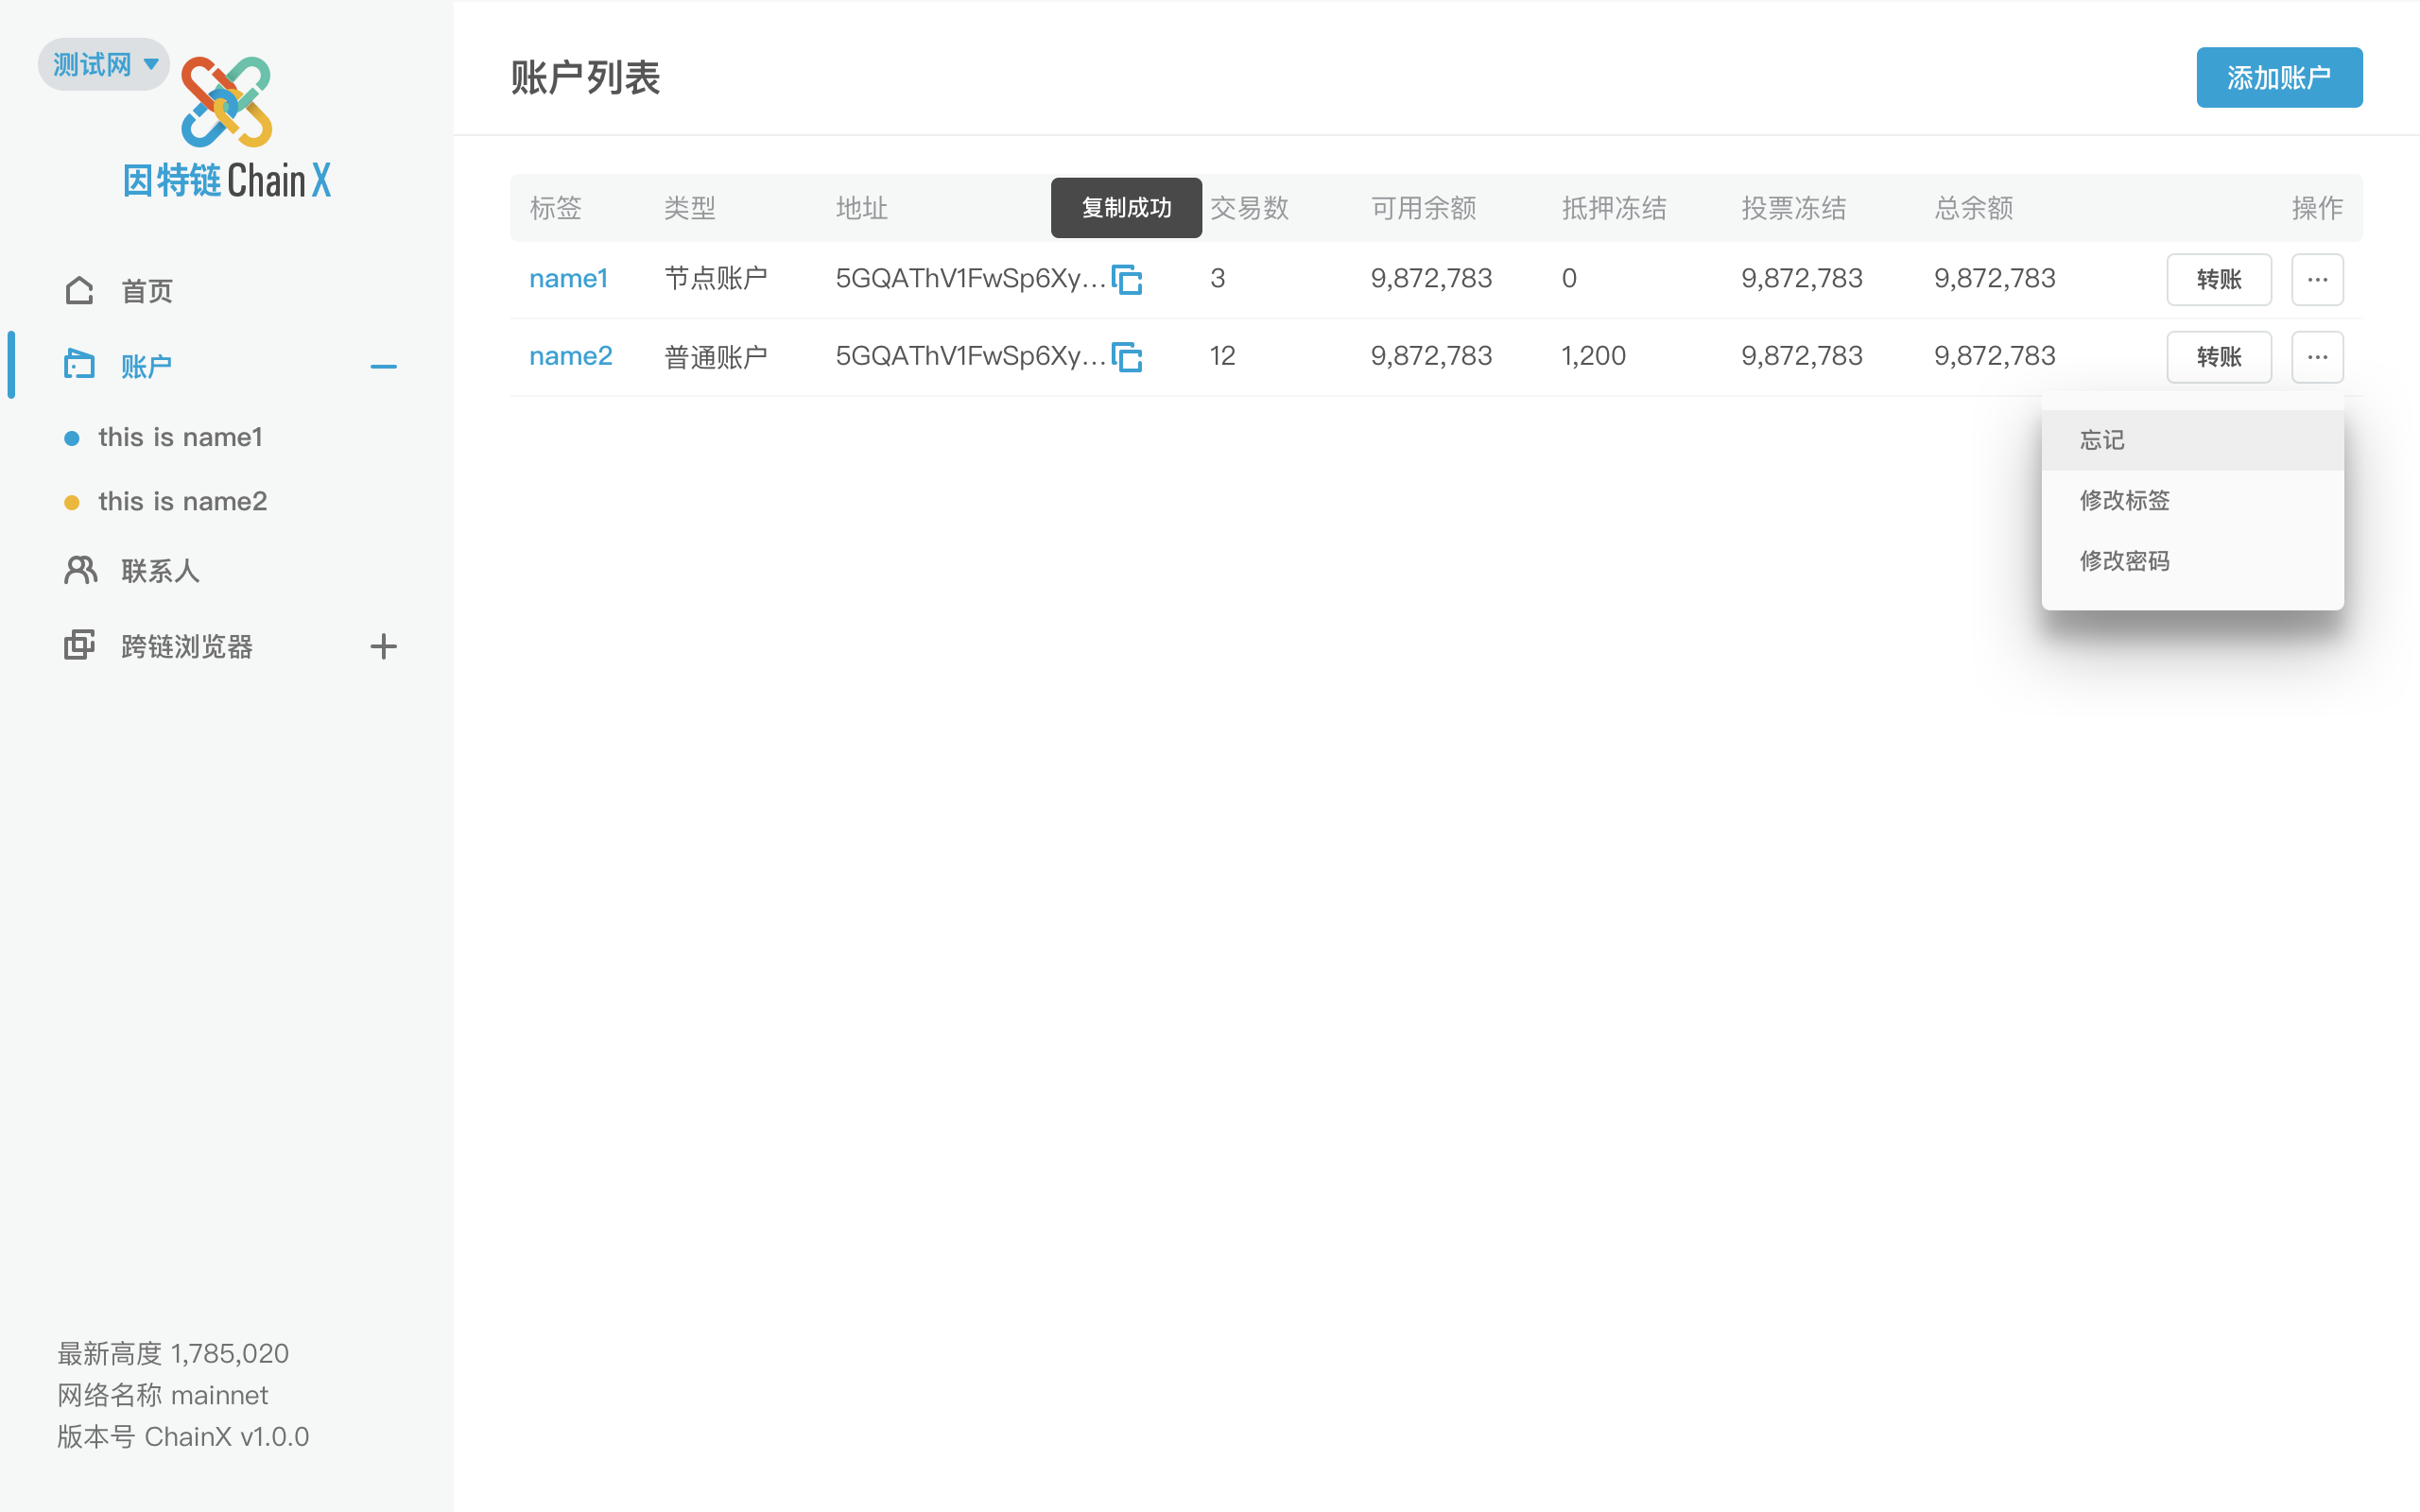 测试网
因特链 ChainX
首页
账户
this is name1
this is name2
联系人
跨链浏览器
最新高度 1,785,020
网络名称 mainnet
版本号 ChainX v1.0.0
账户列表
添加账户
标签 类型 地址 复制成功 交易数 可用余额 抵押冻结 投票冻结 总余额 操作
name1 节点账户 5GQAThV1FwSp6Xy... 3 9,872,783 0 9,872,783 9,872,783 转账 ...
name2 普通账户 5GQAThV1FwSp6Xy... 12 9,872,783 1,200 9,872,783 9,872,783 转账 ...
忘记
修改标签
修改密码